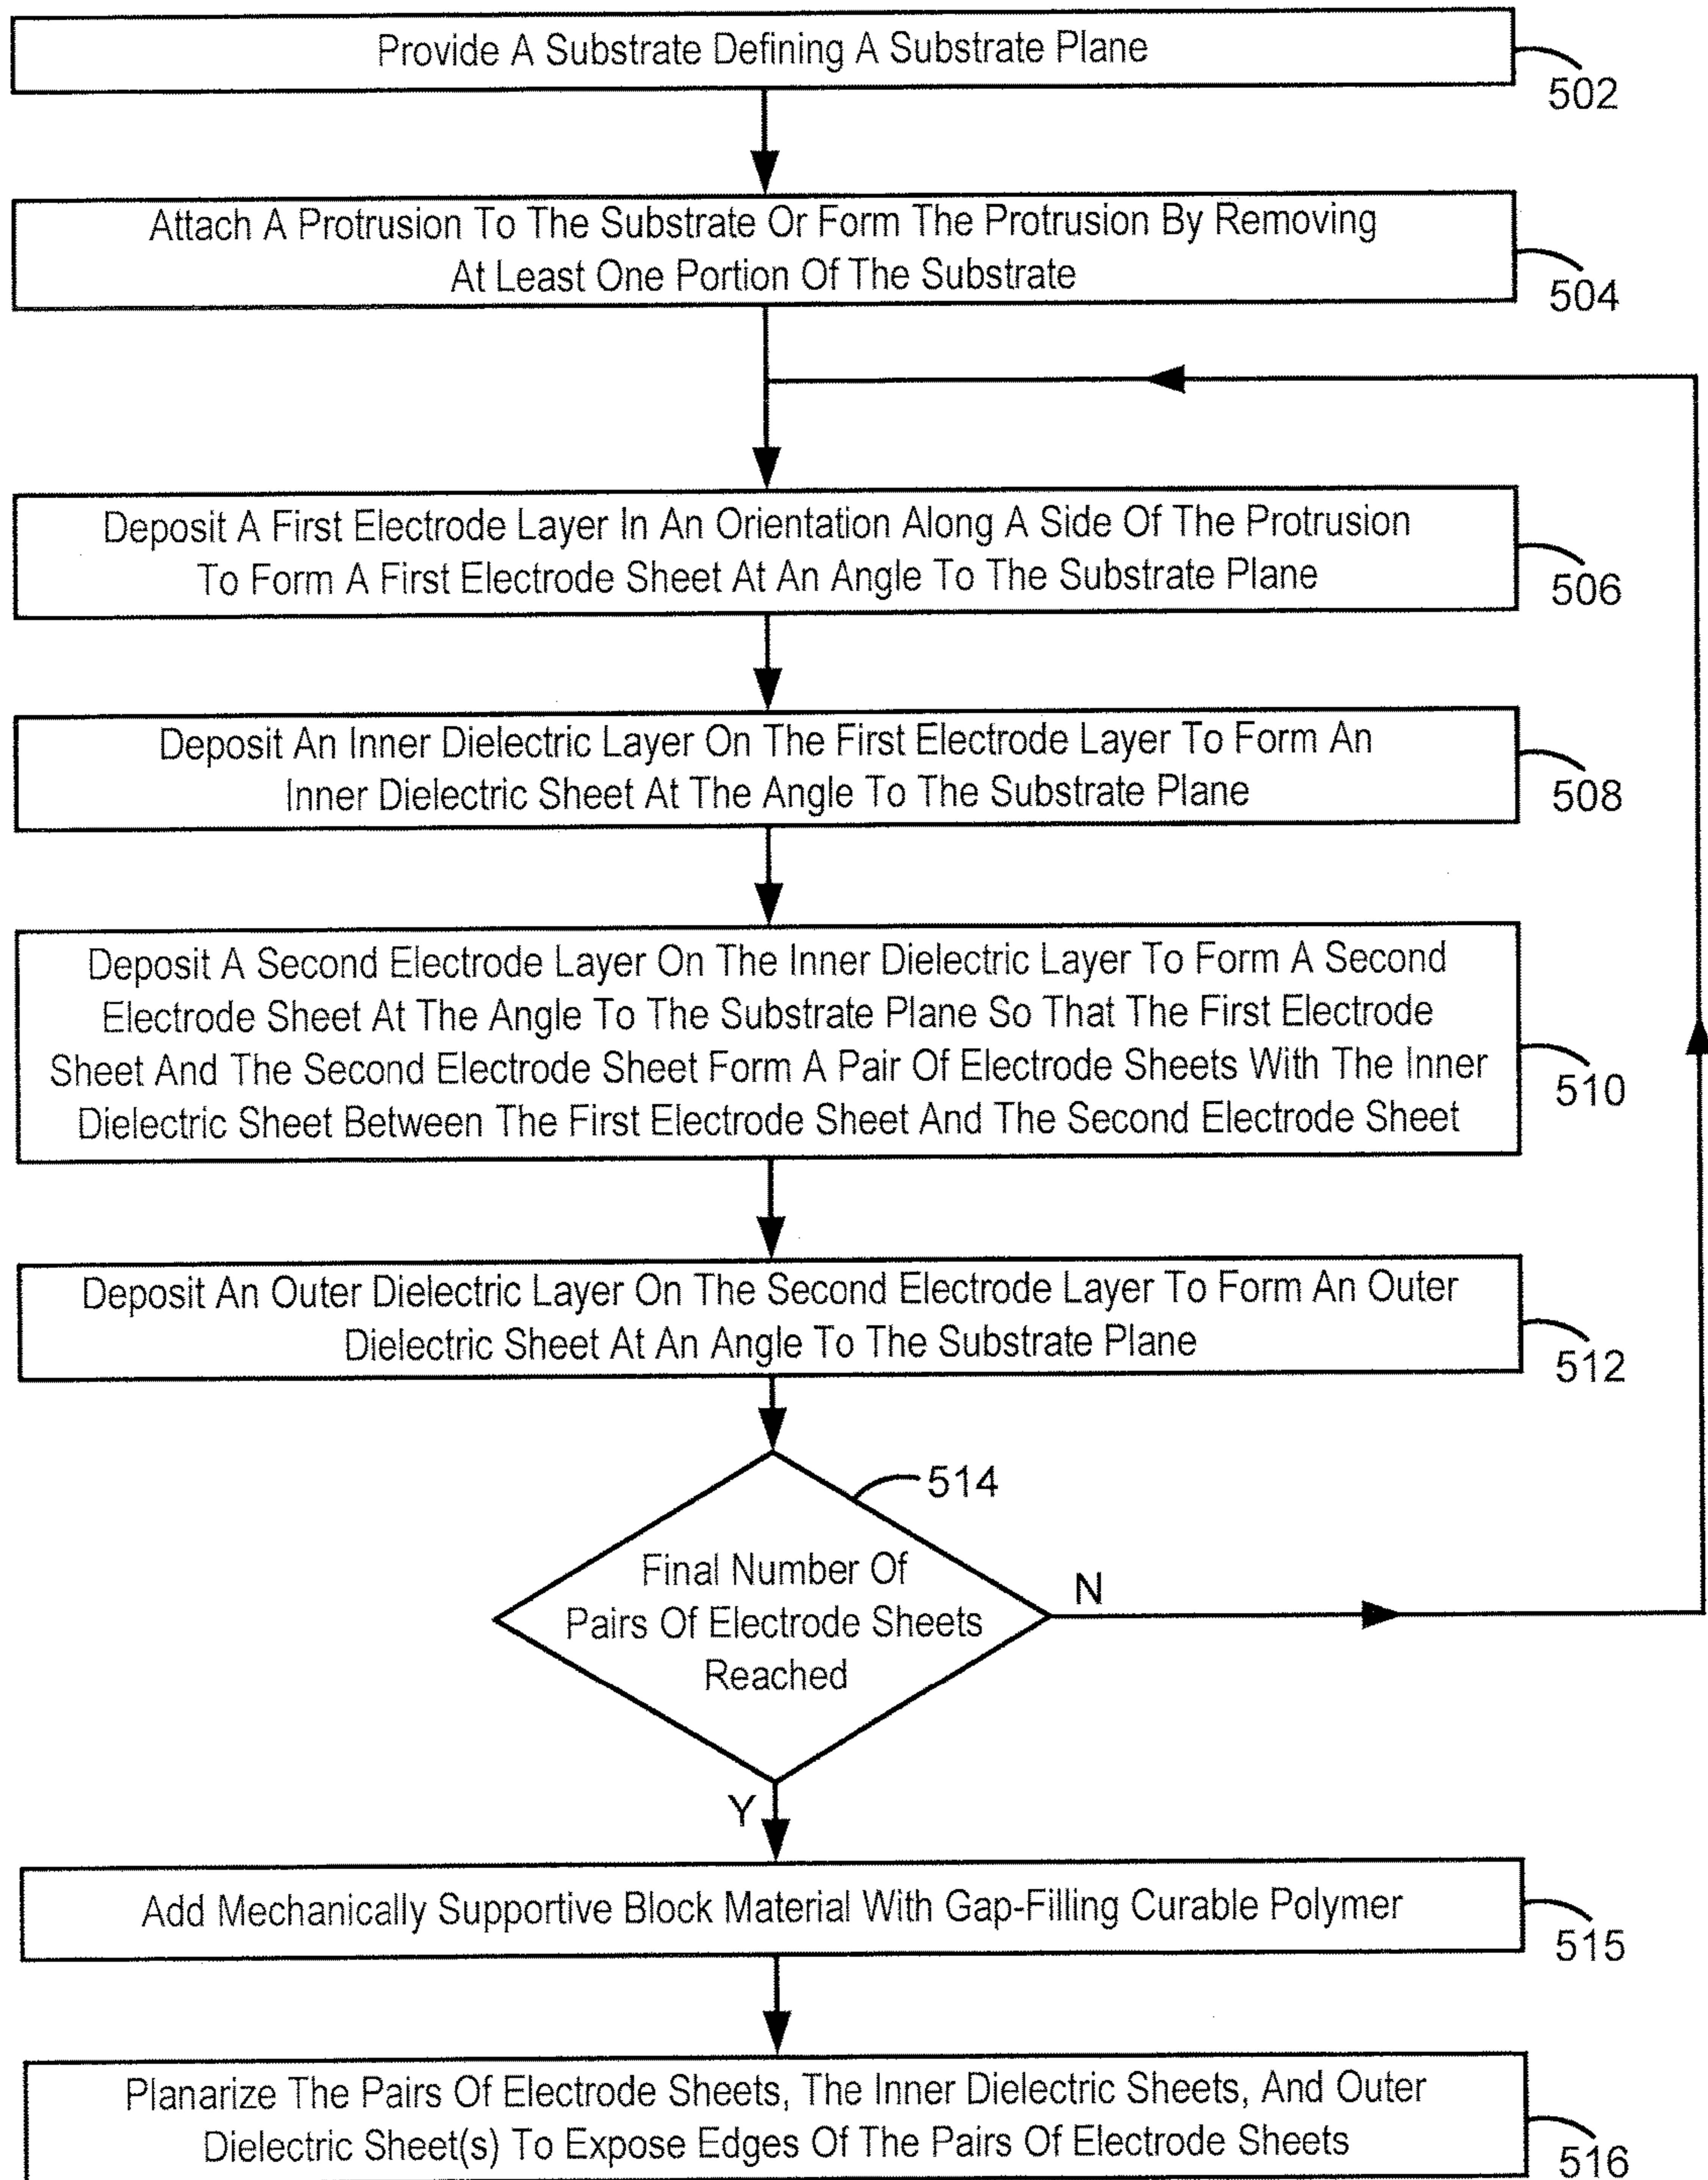 Provide A Substrate Defining A Substrate Plane
502
Attach A Protrusion To The Substrate Or Form The Protrusion By Removing
At Least One Portion Of The Substrate
504
Deposit A First Electrode Layer In An Orientation Along A Side Of The Protrusion
To Form A First Electrode Sheet At An Angle To The Substrate Plane
506
Deposit An Inner Dielectric Layer On The First Electrode Layer To Form An
Inner Dielectric Sheet At The Angle To The Substrate Plane
508
Deposit A Second Electrode Layer On The Inner Dielectric Layer To Form A Second
Electrode Sheet At The Angle To The Substrate Plane So That The First Electrode
Sheet And The Second Electrode Sheet Form A Pair Of Electrode Sheets With The Inner
Dielectric Sheet Between The First Electrode Sheet And The Second Electrode Sheet
510
Deposit An Outer Dielectric Layer On The Second Electrode Layer To Form An Outer
Dielectric Sheet At An Angle To The Substrate Plane
512
514
Final Number Of
Pairs Of Electrode Sheets
Reached
N
Y
Add Mechanically Supportive Block Material With Gap-Filling Curable Polymer
515
Planarize The Pairs Of Electrode Sheets, The Inner Dielectric Sheets, And Outer
Dielectric Sheet(s) To Expose Edges Of The Pairs Of Electrode Sheets
516